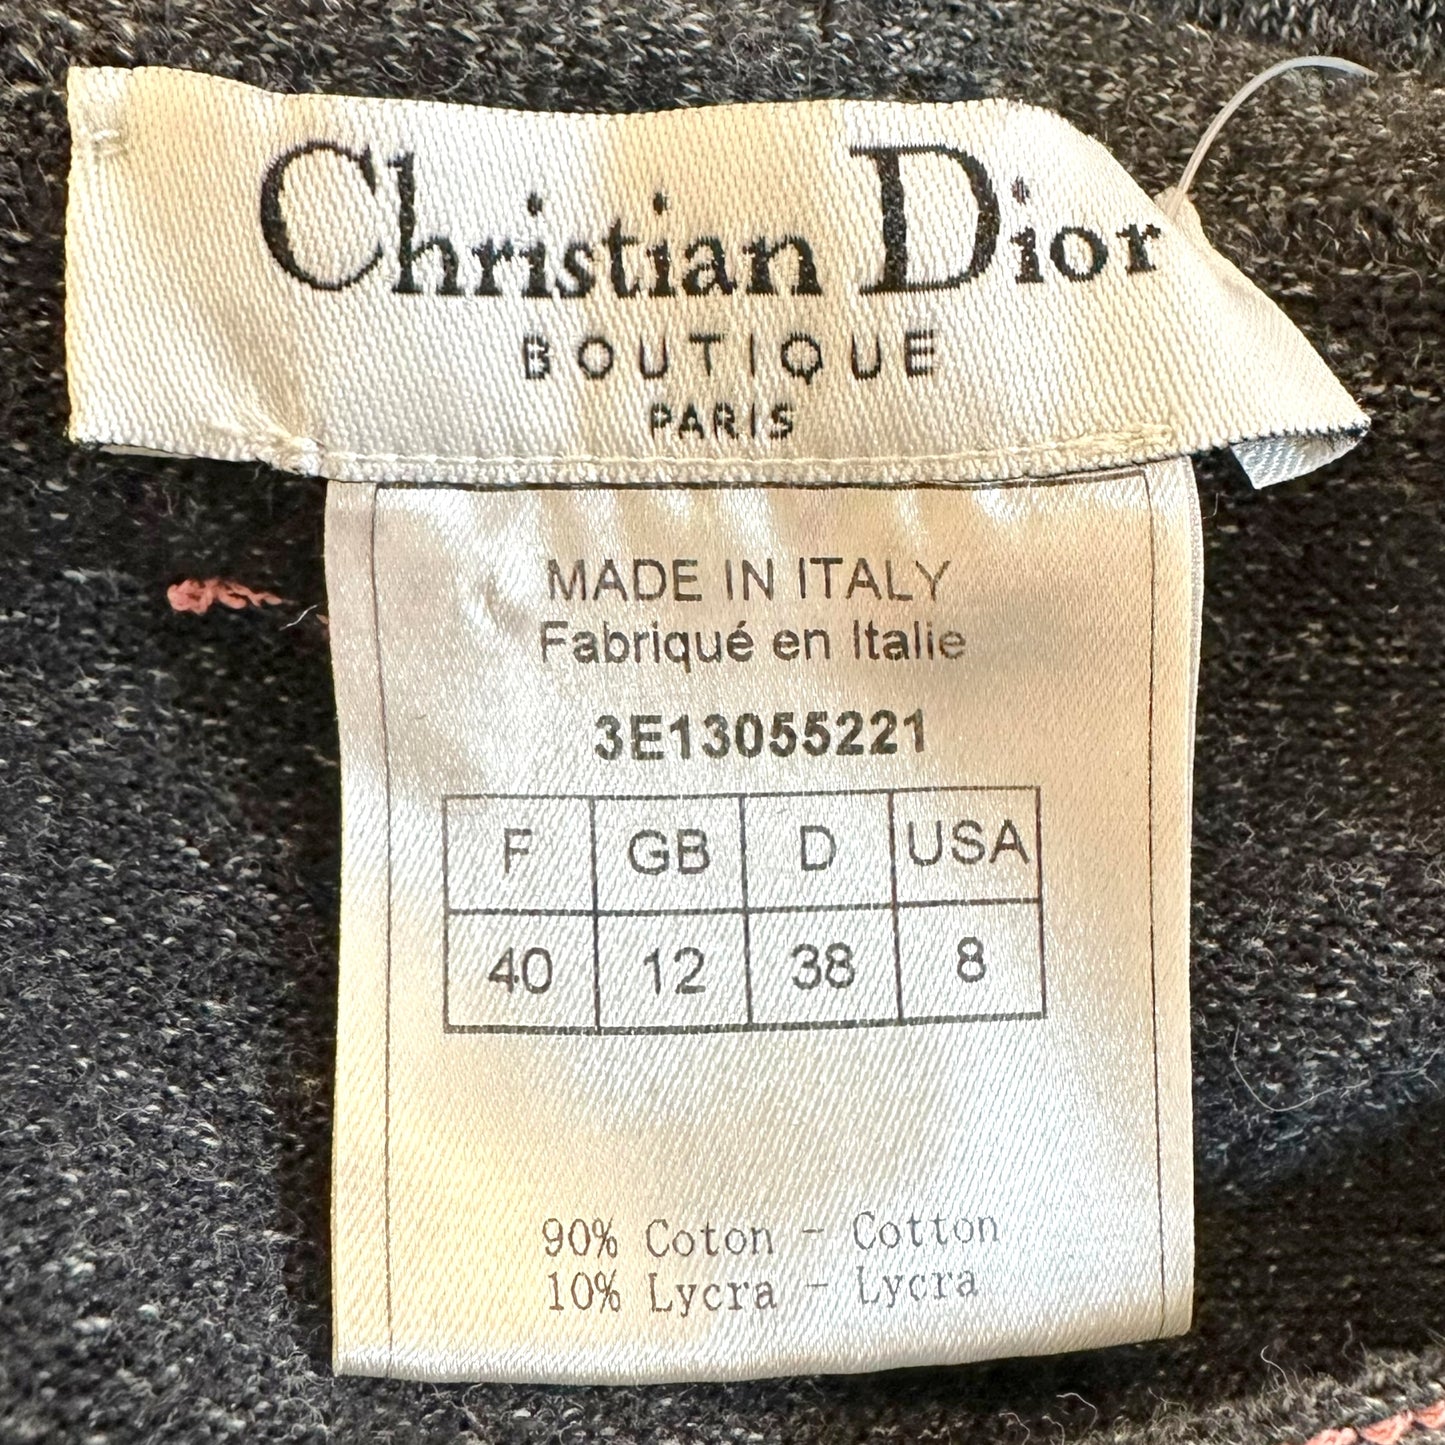 Christian Dior
BOUTIQUE
PARIS
MADE IN ITALY
Fabriqué en Italie
3E13055221
F GB D USA
40 12 38 8
90% Coton - Cotton
10% Lycra - Lycra